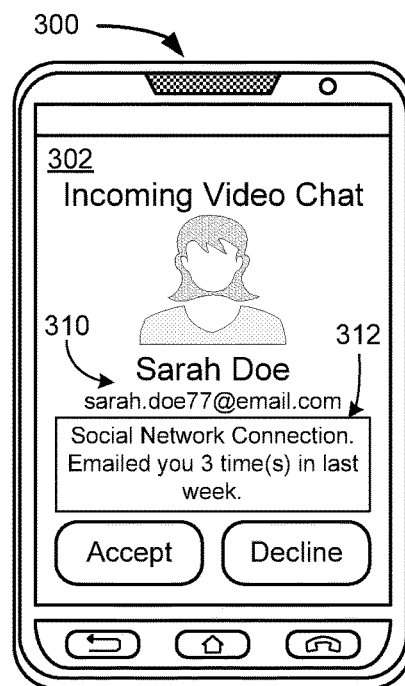 300
302
Incoming Video Chat
310
312
Sarah Doe
sarah.doe77@email.com
Social Network Connection.
Emailed you 3 time(s) in last
week.
Accept Decline